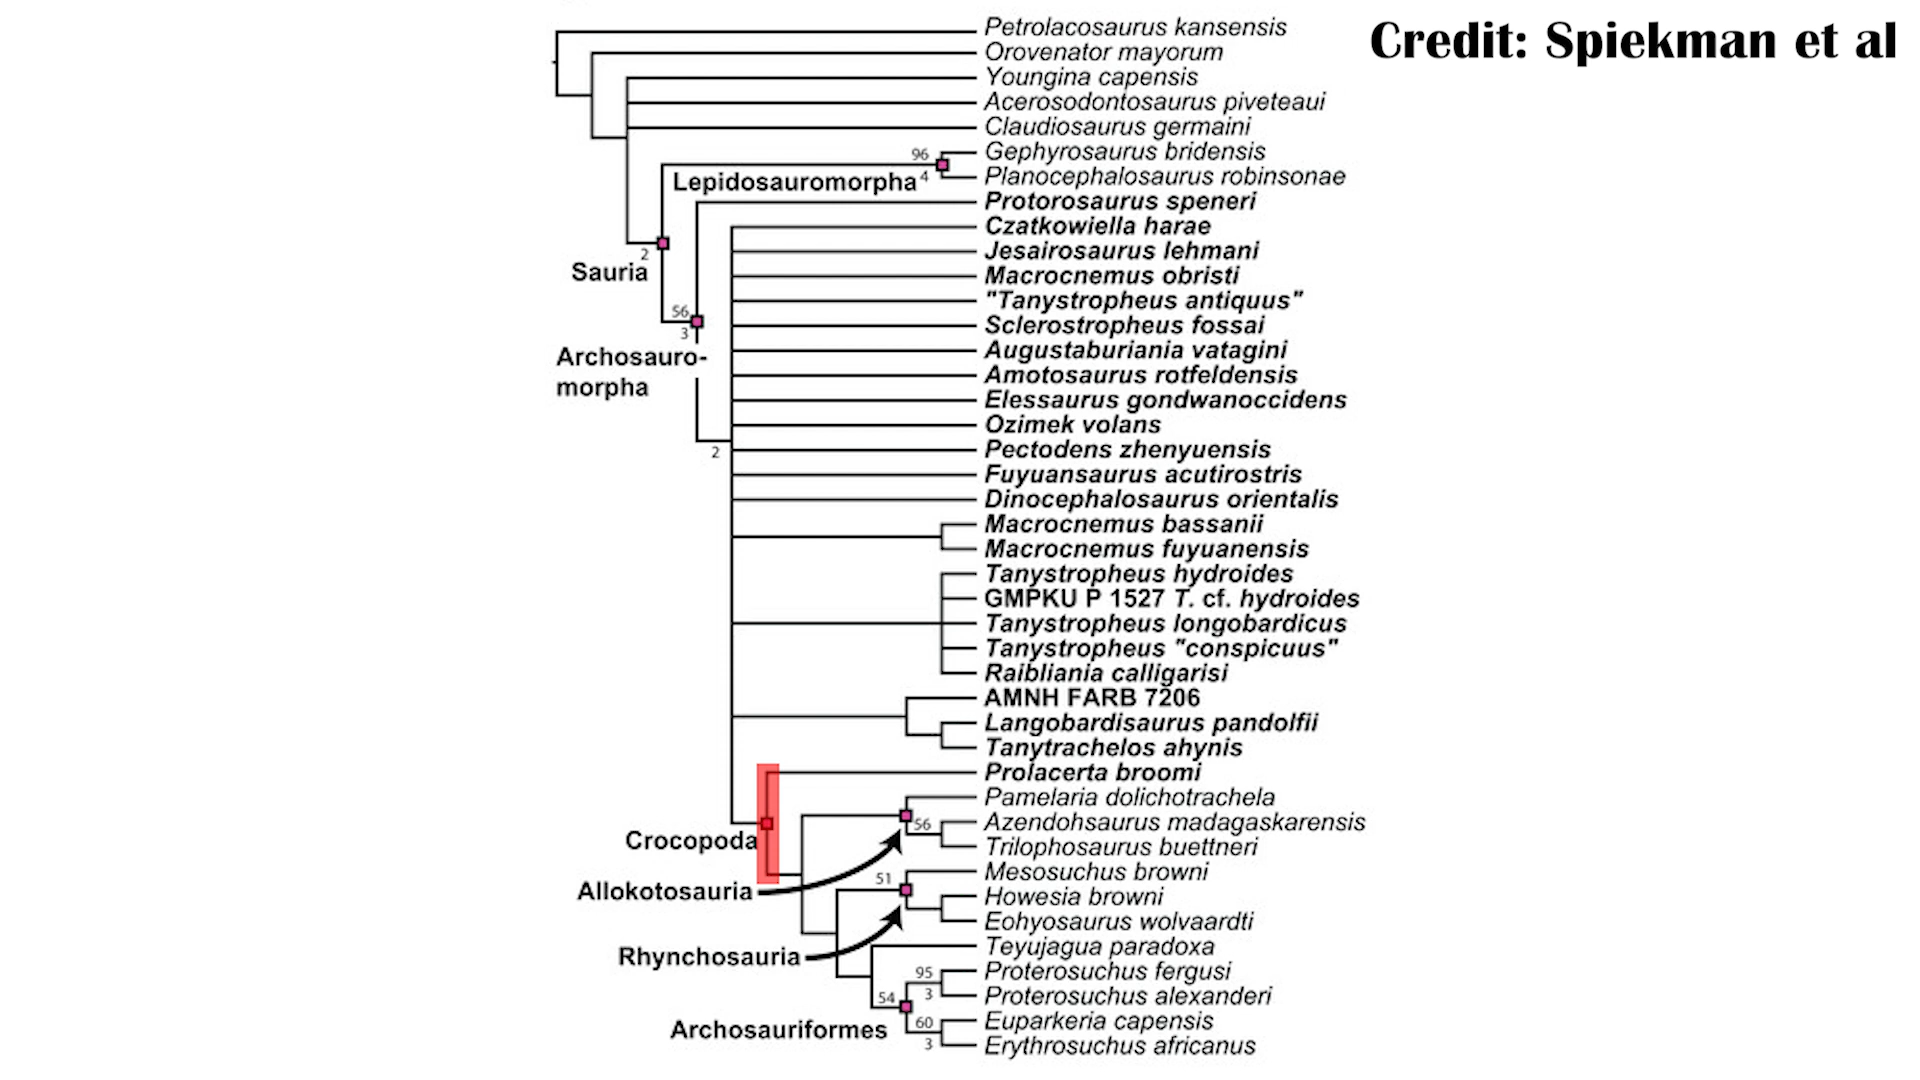 Credit: Spiekman et al
Petrolacosaurus kansensis
Orovenator mayorum
Youngina capensis
Acerosodontosaurus piveteaui
Claudiosaurus germaini
96
Gephyrosaurus bridensis
Lepidosauromorpha
4
Planocephalosaurus robinsonae
Protorosaurus speneri
Czatkowiella harae
2
Jesairosaurus lehmani
Sauria
Macrocnemus obristi
"Tanystropheus antiquus"
56
Sclerostropheus fossai
3
Archosauro-
morpha
Augustaburiania vatagini
Amotosaurus rotfeldensis
Elessaurus gondwanoccidens
Ozimek volans
2
Pectodens zhenyuensis
Fuyuansaurus acutirostris
Dinocephalosaurus orientalis
Macrocnemus bassanii
Macrocnemus fuyuanensis
Tanystropheus hydroides
GMPKU P 1527 T. cf. hydroides
Tanystropheus longobardicus
Tanystropheus "conspicuus"
Raibliania calligarisi
AMNH FARB 7206
Langobardisaurus pandolfii
Tanytrachelos ahynis
Prolacerta broomi
Pamelaria dolichotrachela
56
Azendohsaurus madagaskarensis
Crocopoda
Trilophosaurus buettneri
51
Mesosuchus browni
Allokotosauria
Howesia browni
Eohyosaurus wolvaardti
Teyujagua paradoxa
Rhynchosauria
95
Proterosuchus fergusi
3
Proterosuchus alexanderi
54
60
Euparkeria capensis
Archosauriformes
3
Erythrosuchus africanus